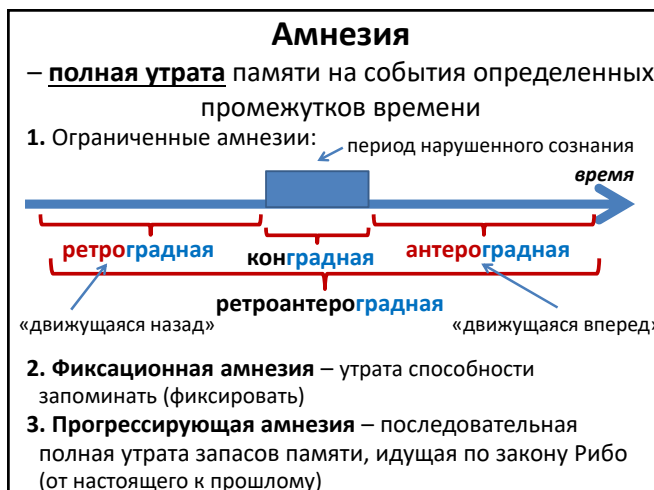 Амнезия
– полная утрата памяти на события определенных
промежутков времени
1. Ограниченные амнезии:
период нарушенного сознания
время
ретроградная
конградная
антероградная
ретроантероградная
«движущаяся назад»
«движущаяся вперед»
2. Фиксационная амнезия – утрата способности
запоминать (фиксировать)
3. Прогрессирующая амнезия – последовательная
полная утрата запасов памяти, идущая по закону Рибо
(от настоящего к прошлому)